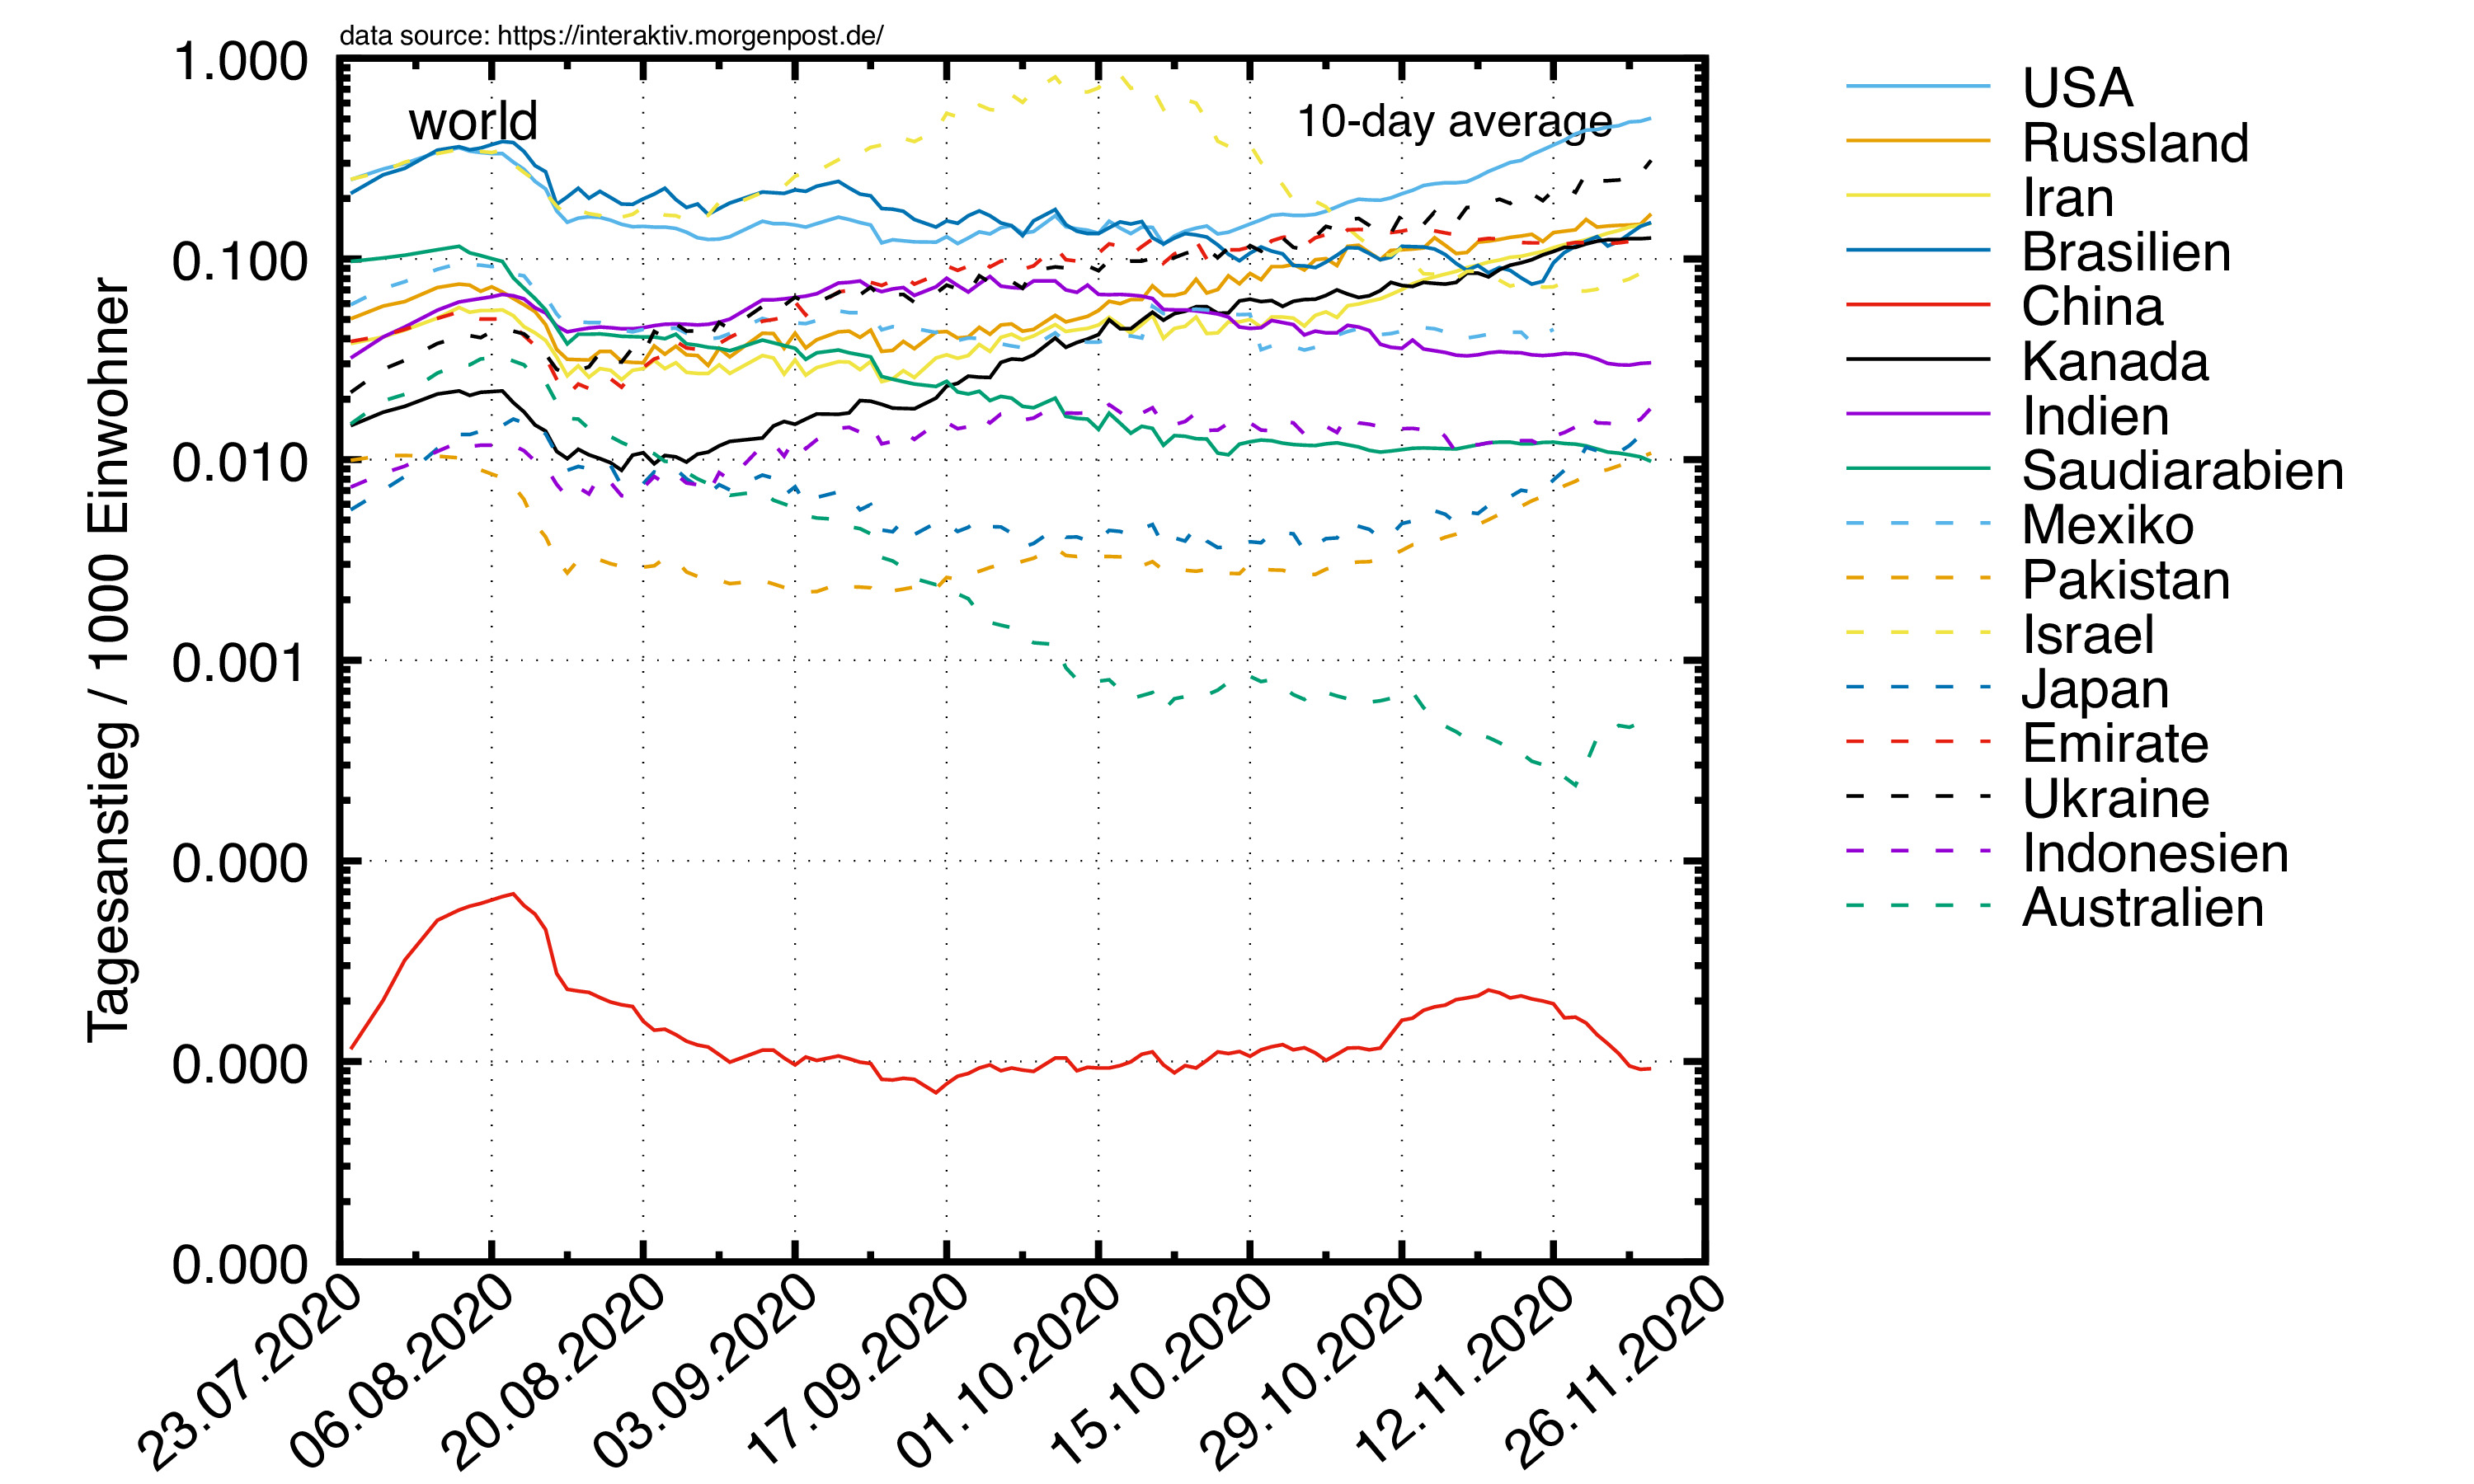 data source: https://interaktiv.morgenpost.de/
world
10-day average
Tagesanstieg / 1000 Einwohner
1.000
0.100
0.010
0.001
0.000
0.000
0.000
23.07.2020
06.08.2020
20.08.2020
03.09.2020
17.09.2020
01.10.2020
15.10.2020
29.10.2020
12.11.2020
26.11.2020
USA
Russland
Iran
Brasilien
China
Kanada
Indien
Saudiarabien
Mexiko
Pakistan
Israel
Japan
Emirate
Ukraine
Indonesien
Australien